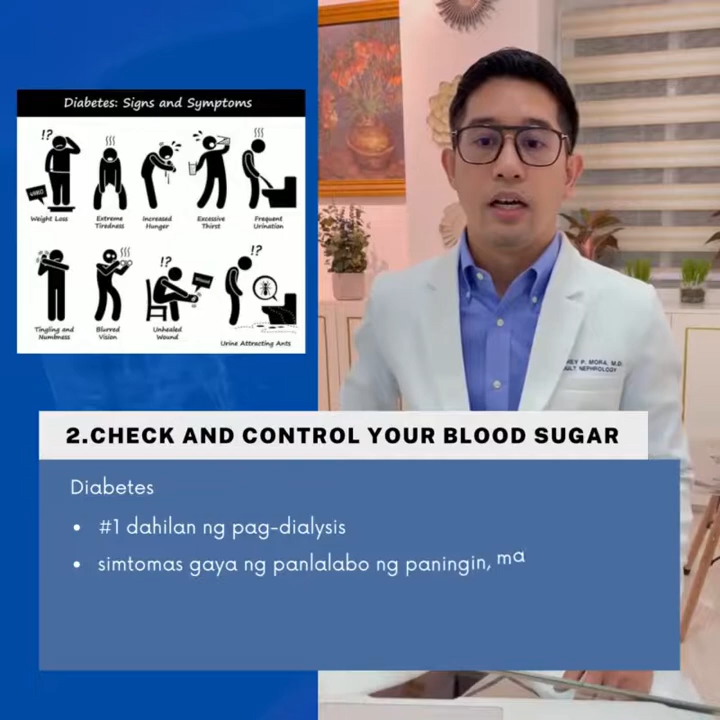 Diabetes: Signs and Symptoms
!?
Weight Loss
Extreme
Tiredness
Increased
Hunger
Excessive
Thirst
Frequent
Urination
Tingling and
Numbness
Blurred
Vision
!?
Unhealed
Wound
!?
Urine Attracting Ants
P. MORA, M.D.
NEPHROLOGY
2.CHECK AND CONTROL YOUR BLOOD SUGAR
Diabetes
• #1 dahilan ng pag-dialysis
• simtomas gaya ng panlalabo ng paningin, ma